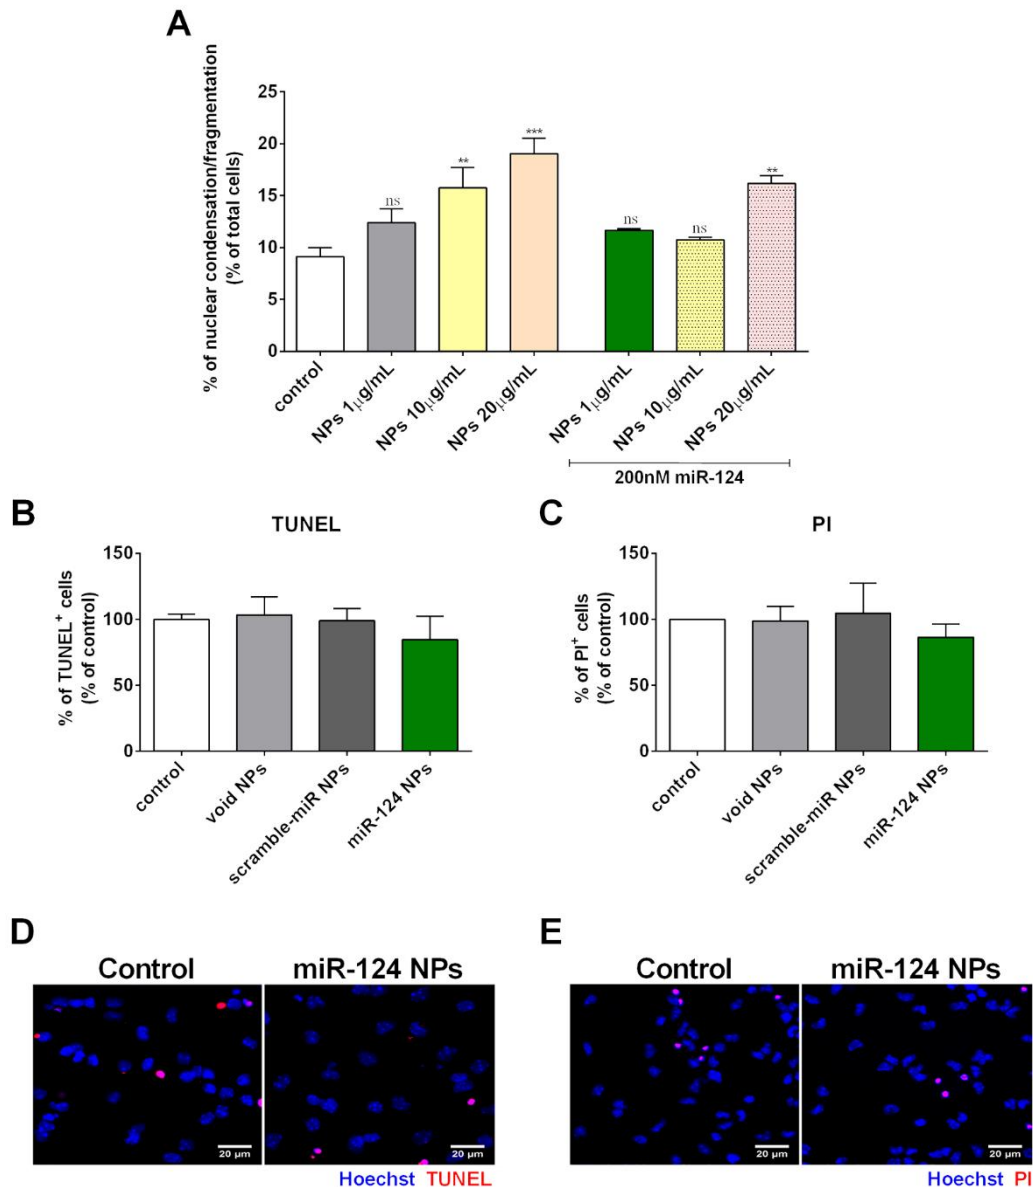 A
% of nuclear condensation/fragmentation
(% of total cells)
25
20
15
10
5
0
ns
**
***
ns
ns
**
control
NPs 1μg/mL
NPs 10μg/mL
NPs 20μg/mL
NPs 1μg/mL
NPs 10μg/mL
NPs 20μg/mL
200nM miR-124
B
TUNEL
% of TUNEL+ cells
(% of control)
150
100
50
0
control
void NPs
scramble-miR NPs
miR-124 NPs
C
PI
% of PI+ cells
(% of control)
150
100
50
0
control
void NPs
scramble-miR NPs
miR-124 NPs
D
Control
miR-124 NPs
20 μm
20 μm
Hoechst TUNEL
E
Control
miR-124 NPs
20 μm
20 μm
Hoechst PI